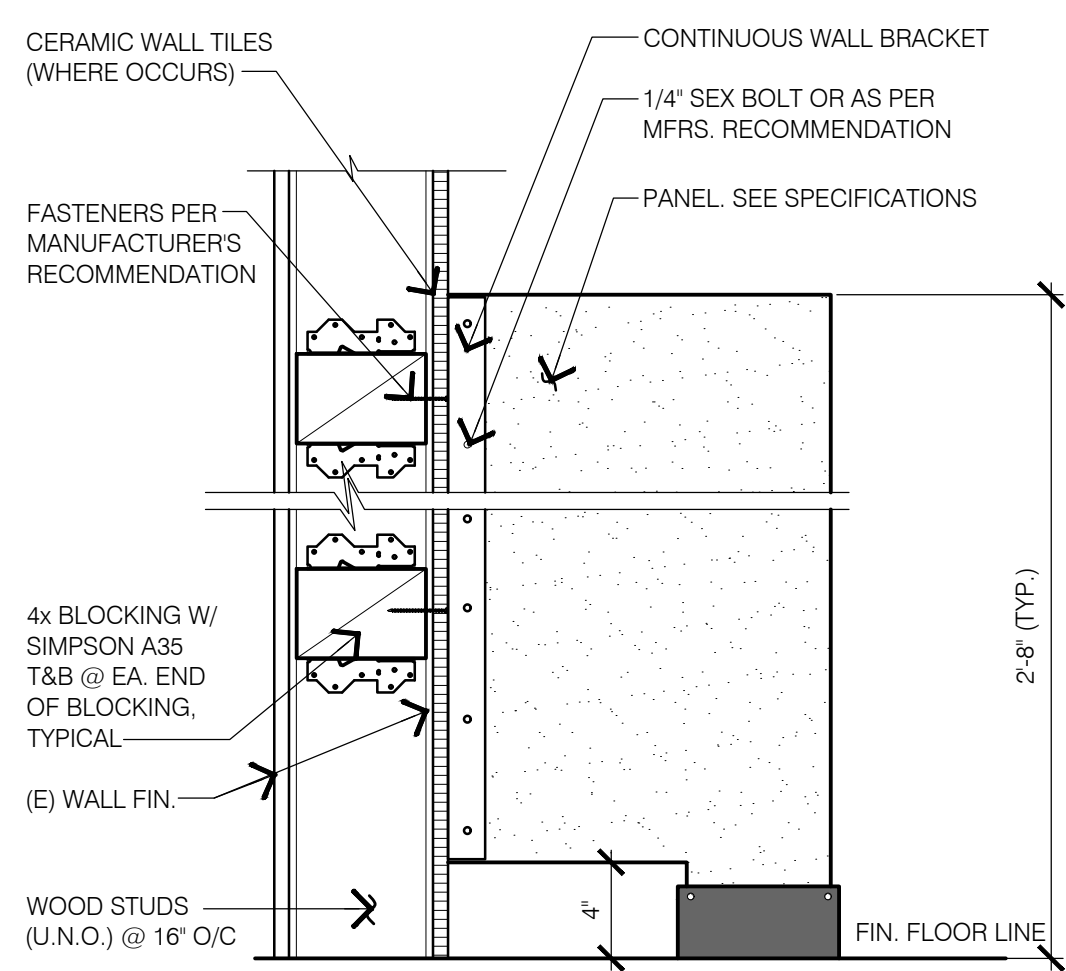 CERAMIC WALL TILES
(WHERE OCCURS)
CONTINUOUS WALL BRACKET
1/4" SEX BOLT OR AS PER
MFRS. RECOMMENDATION
PANEL. SEE SPECIFICATIONS
FASTENERS PER
MANUFACTURER'S
RECOMMENDATION
4x BLOCKING W/
SIMPSON A35
T&B @ EA. END
OF BLOCKING,
TYPICAL
(E) WALL FIN.
WOOD STUDS
(U.N.O.) @ 16" O/C
4"
2'-8" (TYP.)
FIN. FLOOR LINE